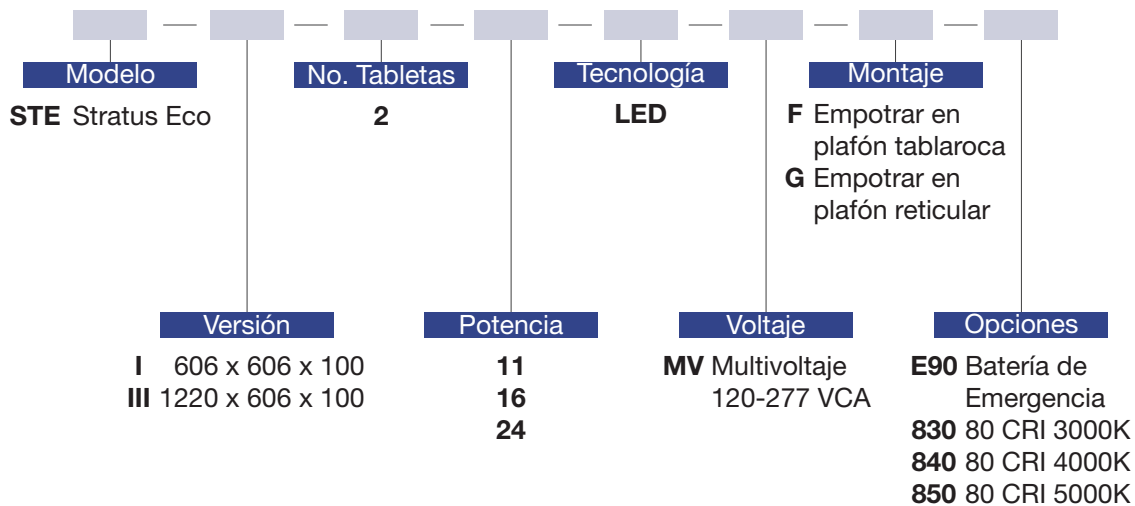 Modelo
STE Stratus Eco
No. Tabletas
2
Tecnología
LED
Montaje
F Empotrar en
plafón tablaroca
G Empotrar en
plafón reticular
Versión
I 606 x 606 x 100
III 1220 x 606 x 100
Potencia
11
16
24
Voltaje
MV Multivoltaje
120-277 VCA
Opciones
E90 Batería de
Emergencia
830 80 CRI 3000K
840 80 CRI 4000K
850 80 CRI 5000K